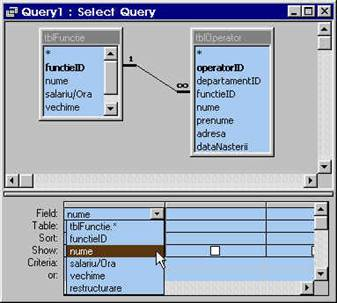 Query1 : Select Query
tblFunctie
*
functieID
nume
salariu/Ora
vechime
1
∞
tblOperator
*
operatorID
departamentID
functieID
nume
prenume
adresa
dataNasterii
Field: nume
Table: tblFunctie.*
Sort: functieID
Show: nume
Criteria: salariu/Ora
or: vechime
restructurare